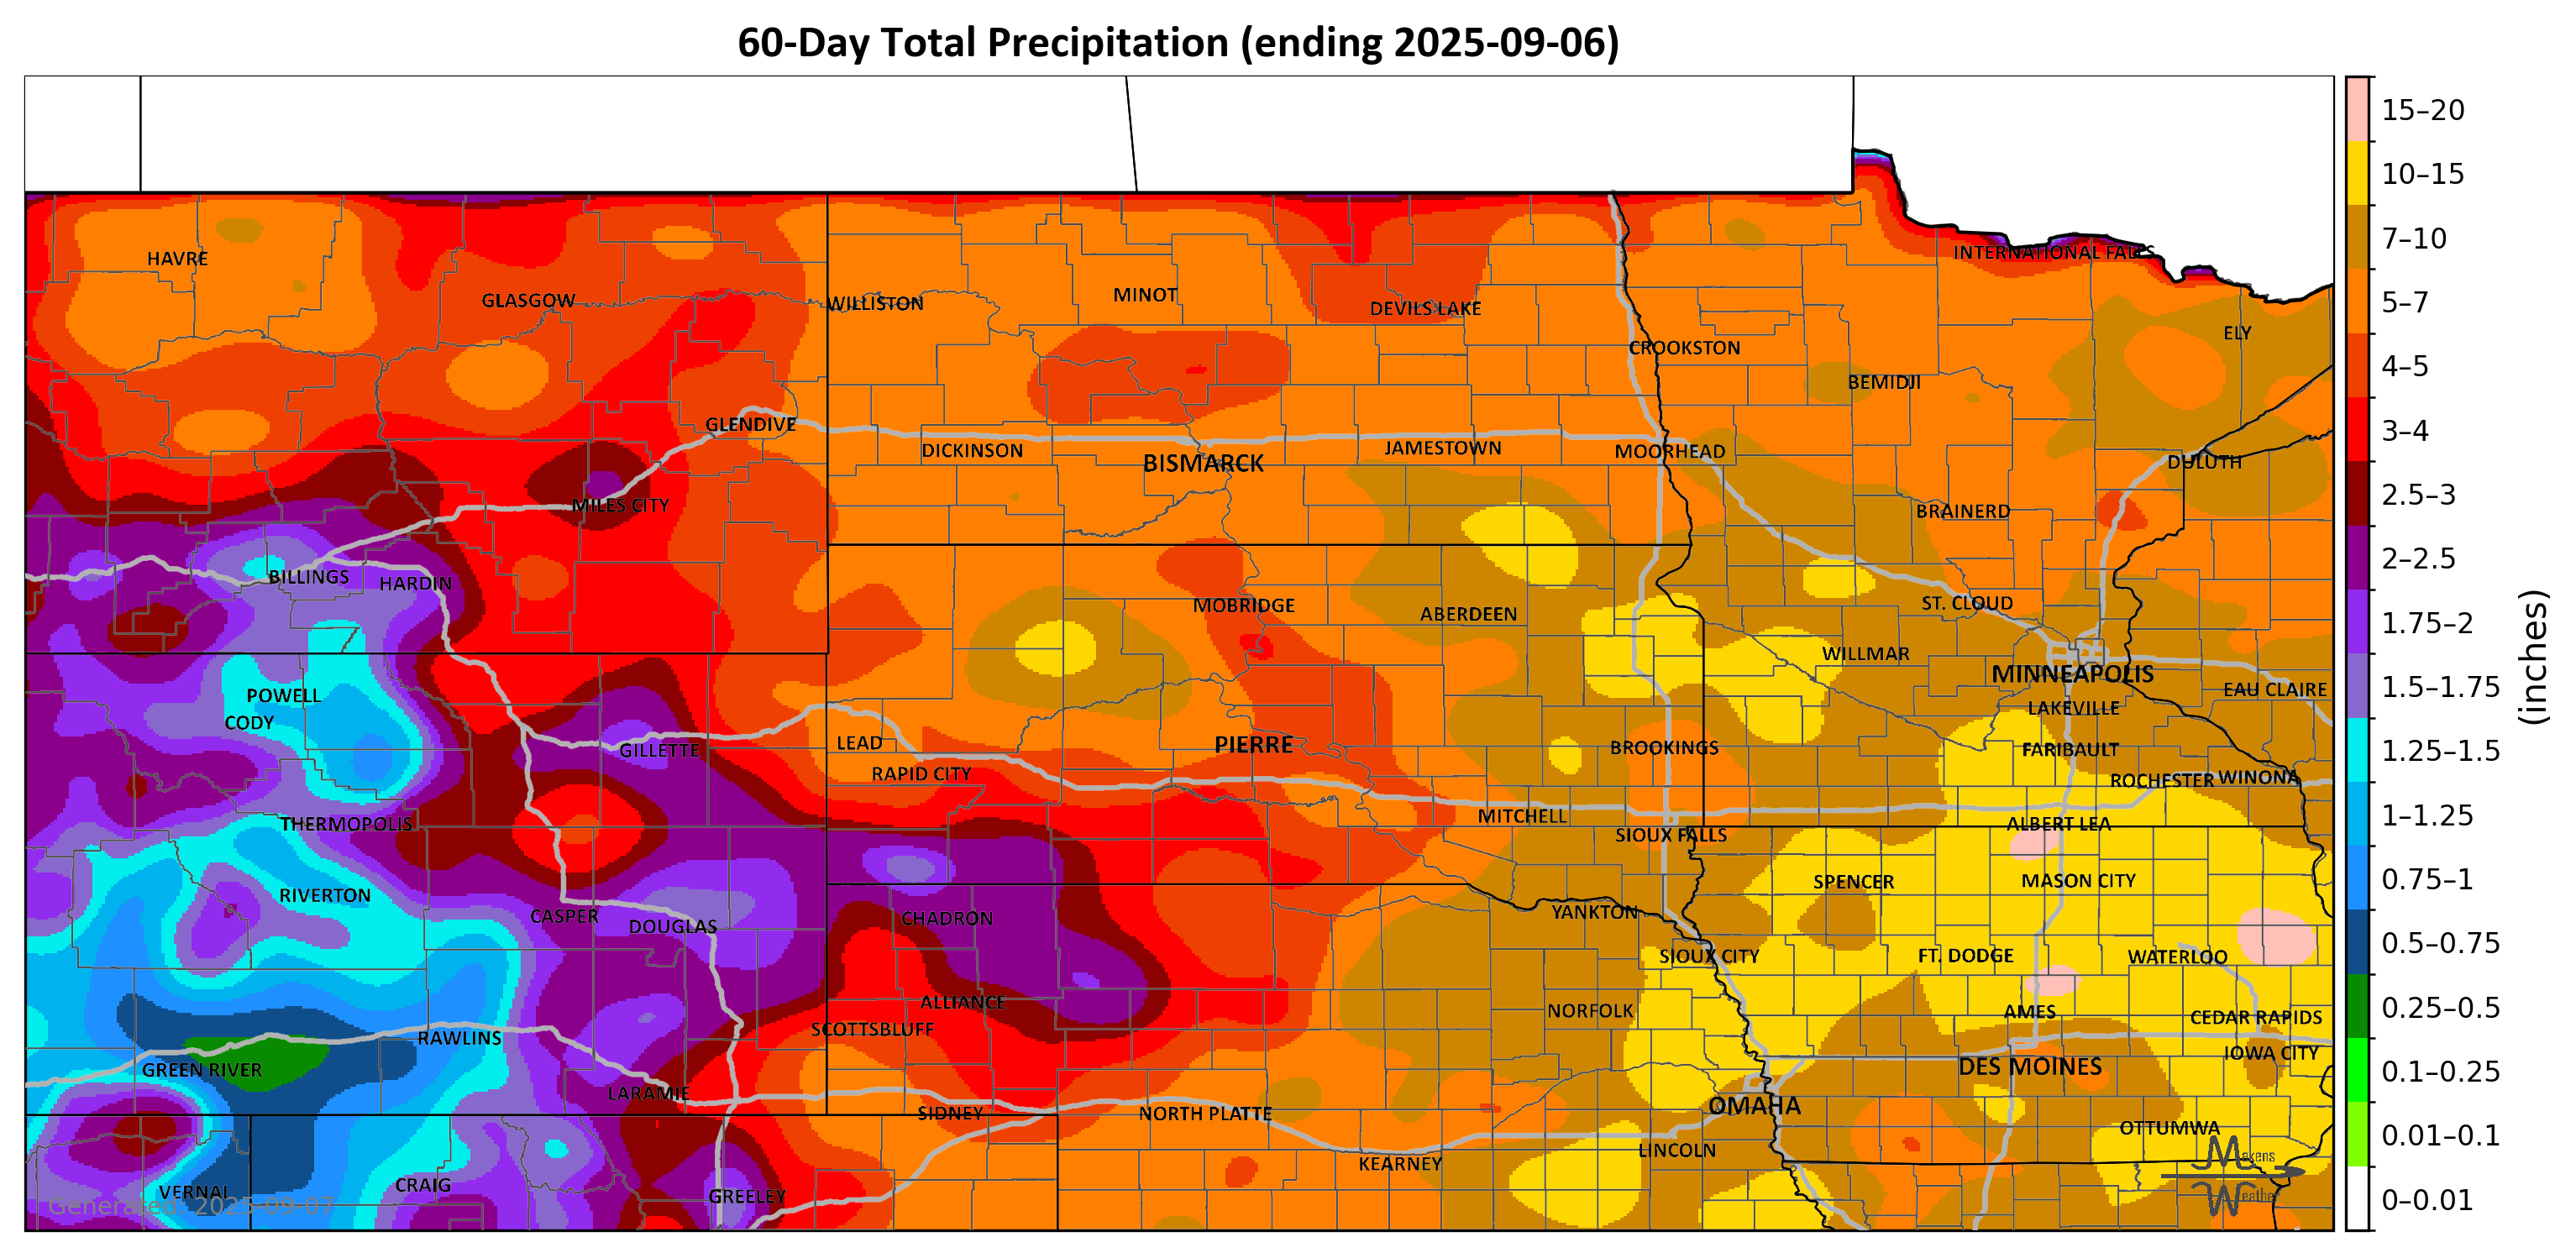 60-Day Total Precipitation (ending 2025-09-06)
15–20
10–15
7–10
5–7
4–5
3–4
2.5–3
2–2.5
1.75–2
1.5–1.75
1.25–1.5
1–1.25
0.75–1
0.5–0.75
0.25–0.5
0.1–0.25
0.01–0.1
0–0.01
(inches)
HAVRE
INTERNATIONAL FALLS
GLASGOW
WILLISTON
MINOT
DEVILS LAKE
ELY
CROOKSTON
BEMIDJI
GLENDIVE
DICKINSON
BISMARCK
JAMESTOWN
MOORHEAD
DULUTH
MILES CITY
BRAINERD
BILLINGS
HARDIN
MOBRIDGE
ABERDEEN
ST. CLOUD
WILLMAR
MINNEAPOLIS
POWELL
CODY
EAU CLAIRE
LAKEVILLE
GILLETTE
LEAD
PIERRE
BROOKINGS
FARIBAULT
RAPID CITY
ROCHESTER
WINONA
THERMOPOLIS
MITCHELL
SIOUX FALLS
ALBERT LEA
RIVERTON
SPENCER
MASON CITY
CASPER
DOUGLAS
CHADRON
YANKTON
SIOUX CITY
FT. DODGE
WATERLOO
ALLIANCE
NORFOLK
AMES
CEDAR RAPIDS
SCOTTSBLUFF
RAWLINS
IOWA CITY
GREEN RIVER
DES MOINES
LARAMIE
SIDNEY
NORTH PLATTE
OMAHA
OTTUMWA
LINCOLN
KEARNEY
VERNAL
CRAIG
GREELEY
Generated: 2025-09-07
Makens
Weather